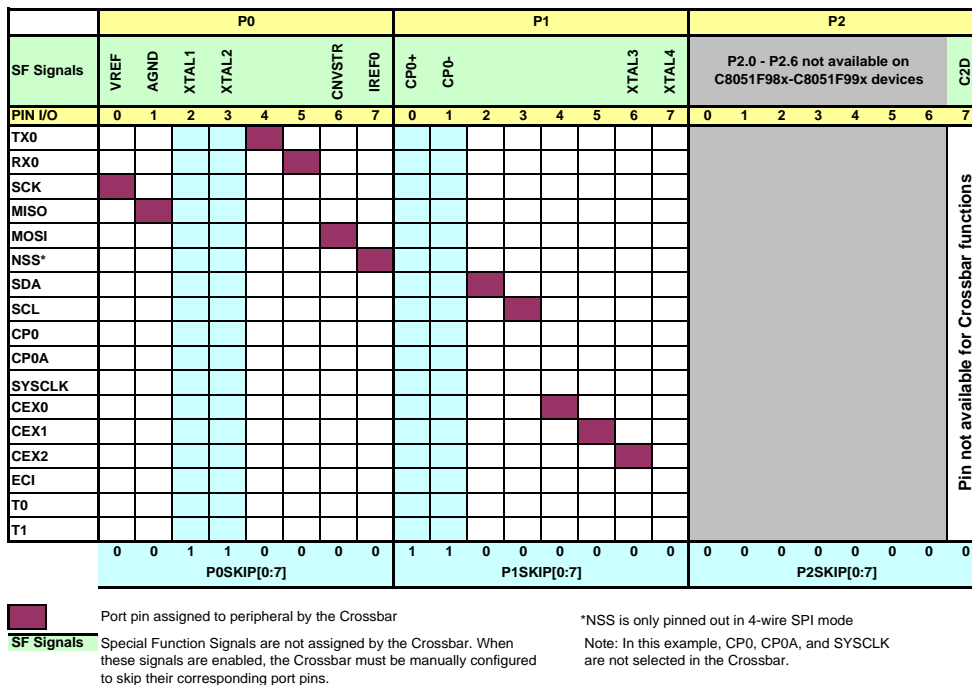 P0 P1 P2
SF Signals VREF AGND XTAL1 XTAL2 CNVSTR IREF0 CP0+ CP0- XTAL3 XTAL4 P2.0 - P2.6 not available on C8051F98x-C8051F99x devices C2D
PIN I/O 0 1 2 3 4 5 6 7 0 1 2 3 4 5 6 7 0 1 2 3 4 5 6 7
TX0
RX0
SCK
MISO
MOSI
NSS*
SDA
SCL
CP0
CP0A
SYSCLK
CEX0
CEX1
CEX2
ECI
T0
T1
Pin not available for Crossbar functions
0 0 1 1 0 0 0 0 1 1 0 0 0 0 0 0 0 0 0 0 0 0 0 0
P0SKIP[0:7] P1SKIP[0:7] P2SKIP[0:7]
Port pin assigned to peripheral by the Crossbar
SF Signals Special Function Signals are not assigned by the Crossbar. When
these signals are enabled, the Crossbar must be manually configured
to skip their corresponding port pins.
*NSS is only pinned out in 4-wire SPI mode
Note: In this example, CP0, CP0A, and SYSCLK
are not selected in the Crossbar.